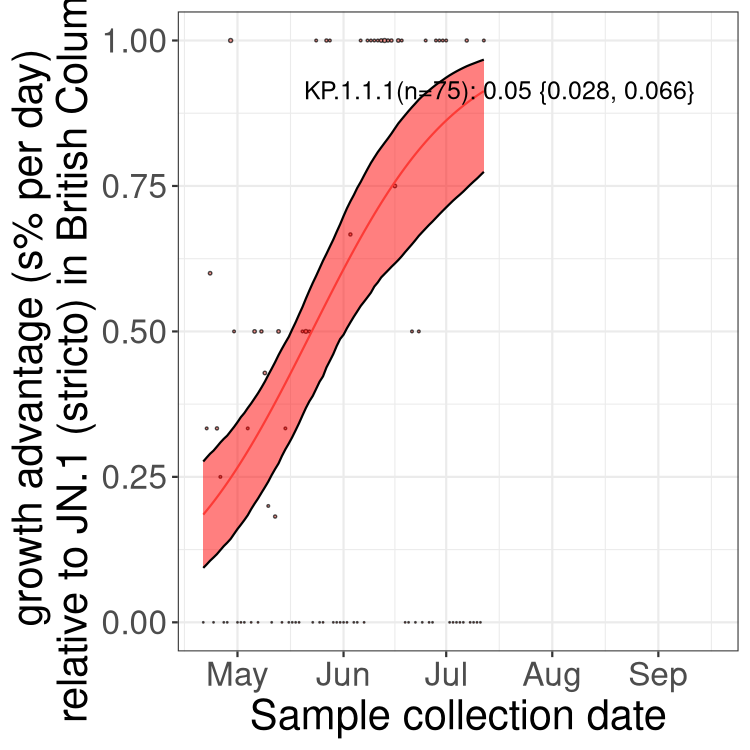 growth advantage (s% per day)
relative to JN.1 (stricto) in British Colum
1.00
0.75
0.50
0.25
0.00
KP.1.1.1(n=75): 0.05 {0.028, 0.066}
May Jun Jul Aug Sep
Sample collection date